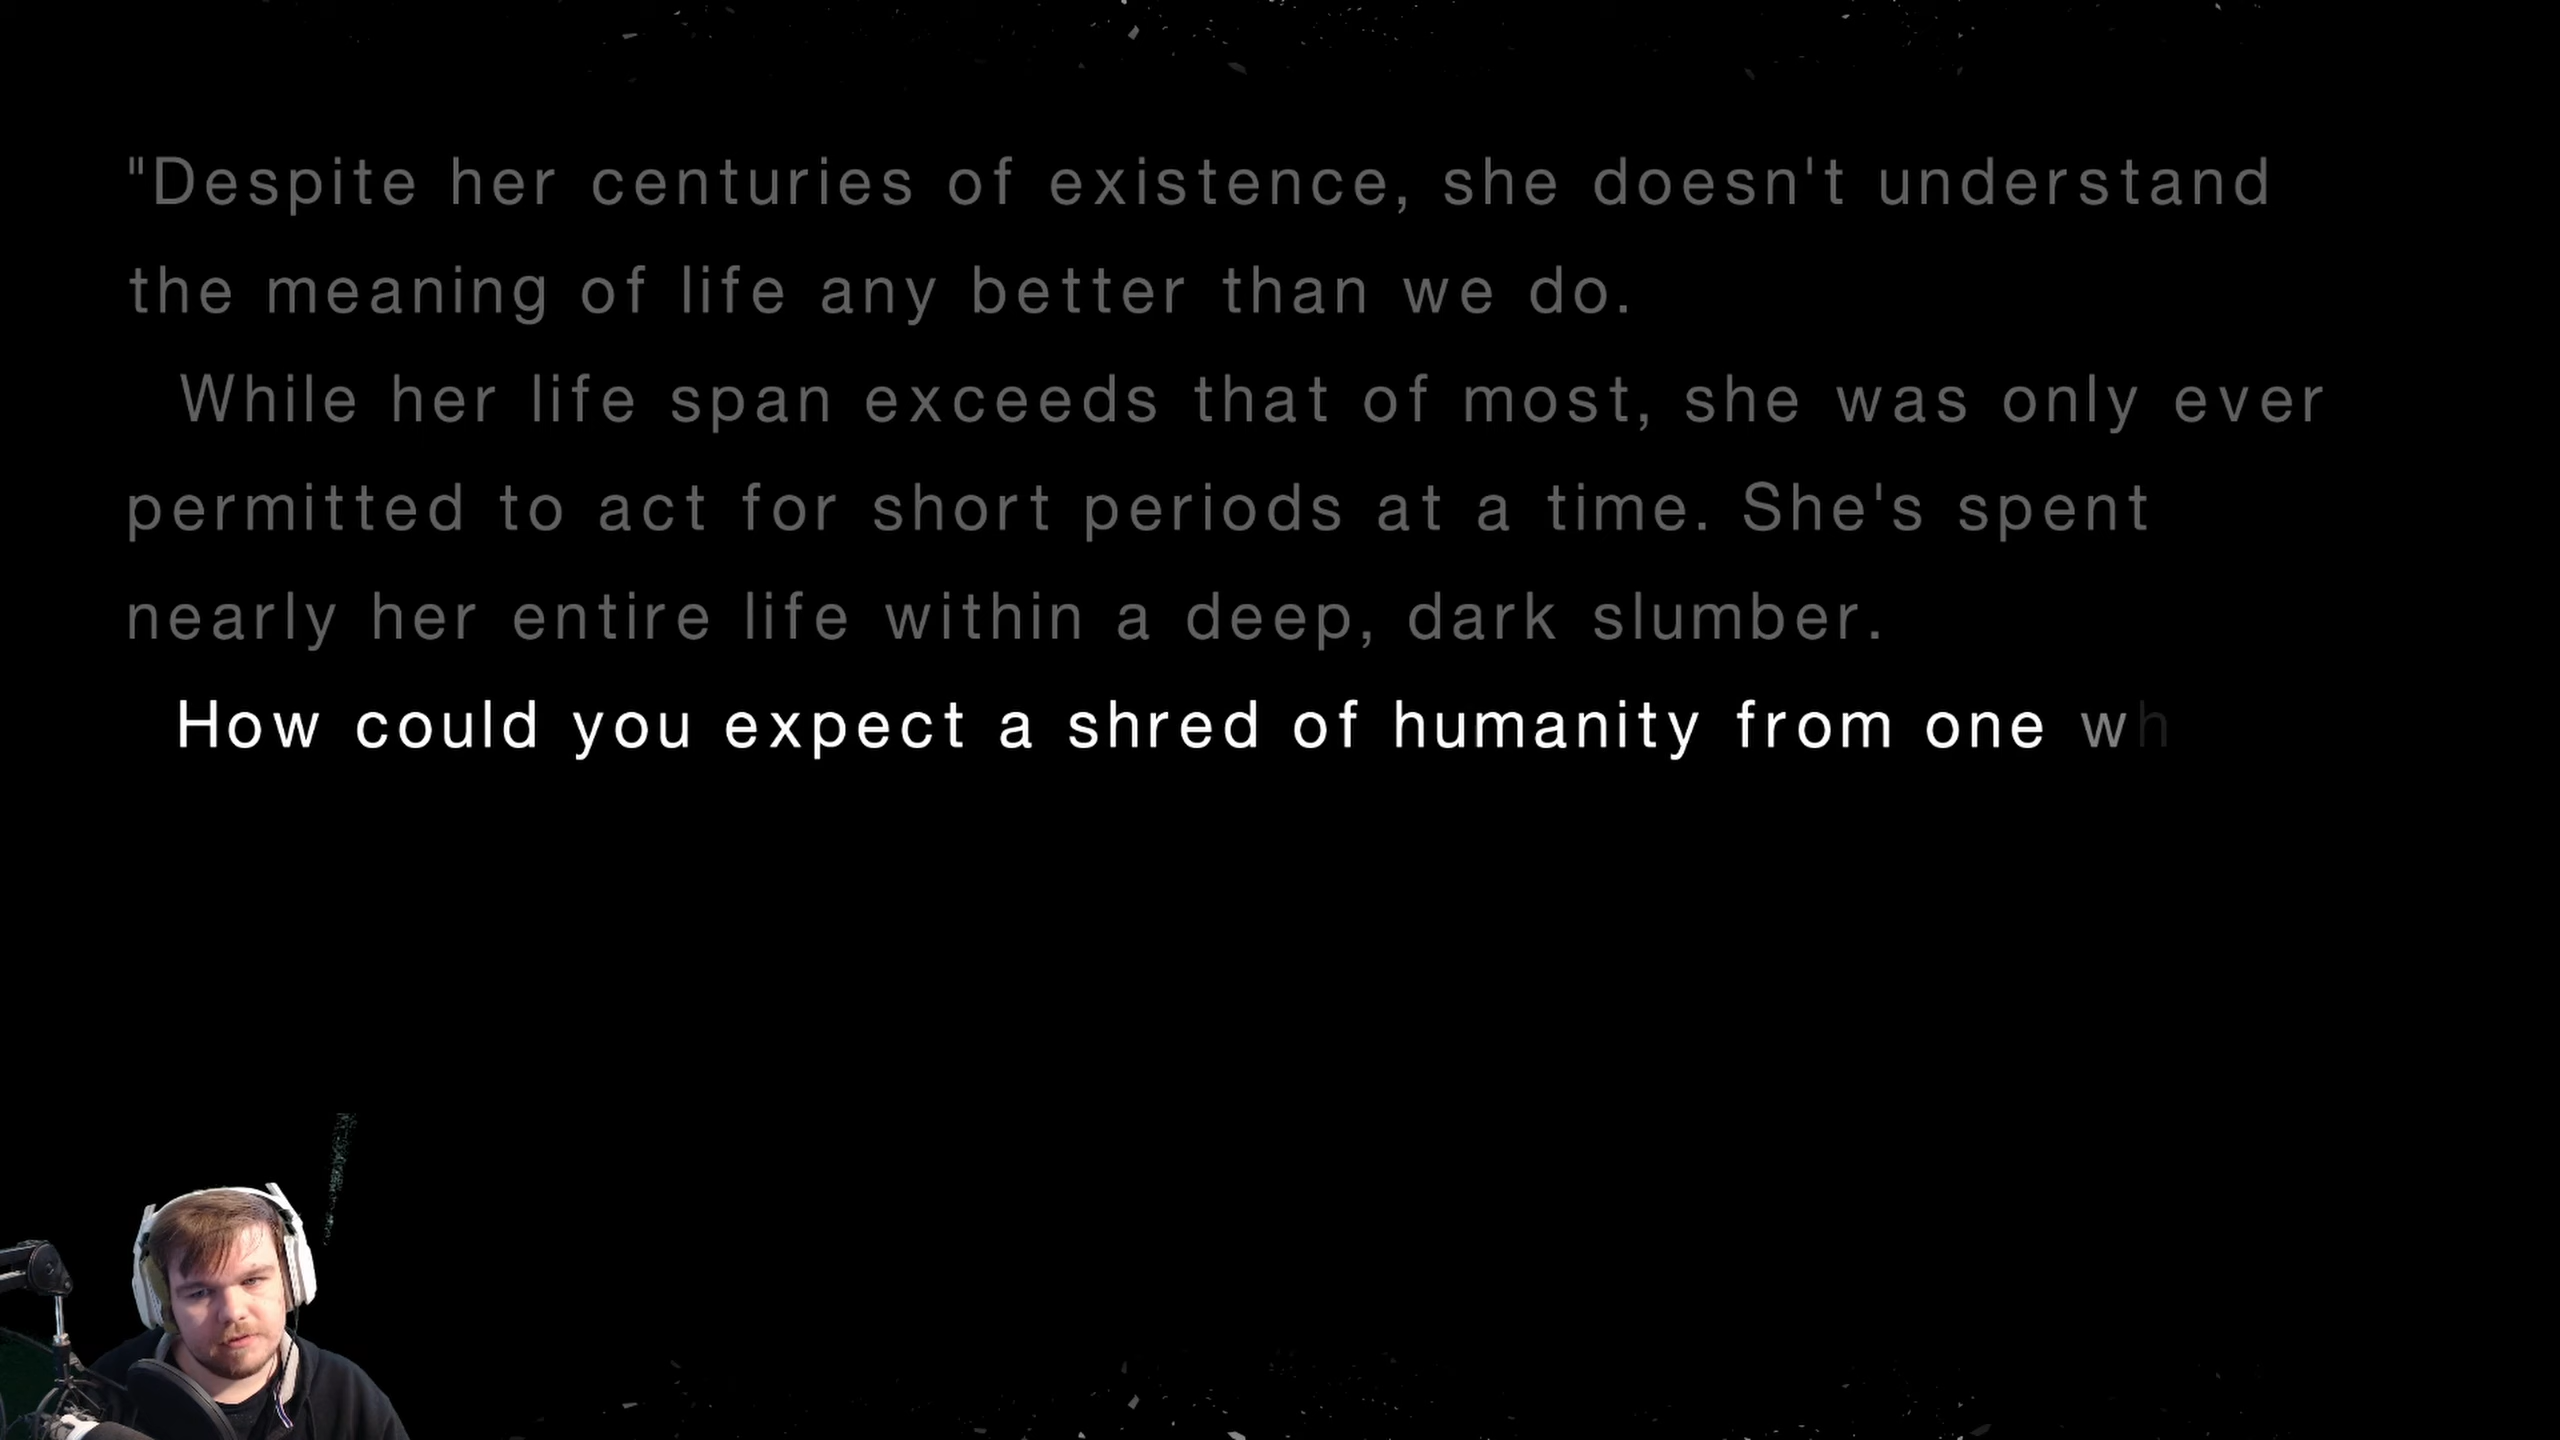 "Despite her centuries of existence, she doesn't understand
the meaning of life any better than we do.
While her life span exceeds that of most, she was only ever
permitted to act for short periods at a time. She's spent
nearly her entire life within a deep, dark slumber.
How could you expect a shred of humanity from one wh